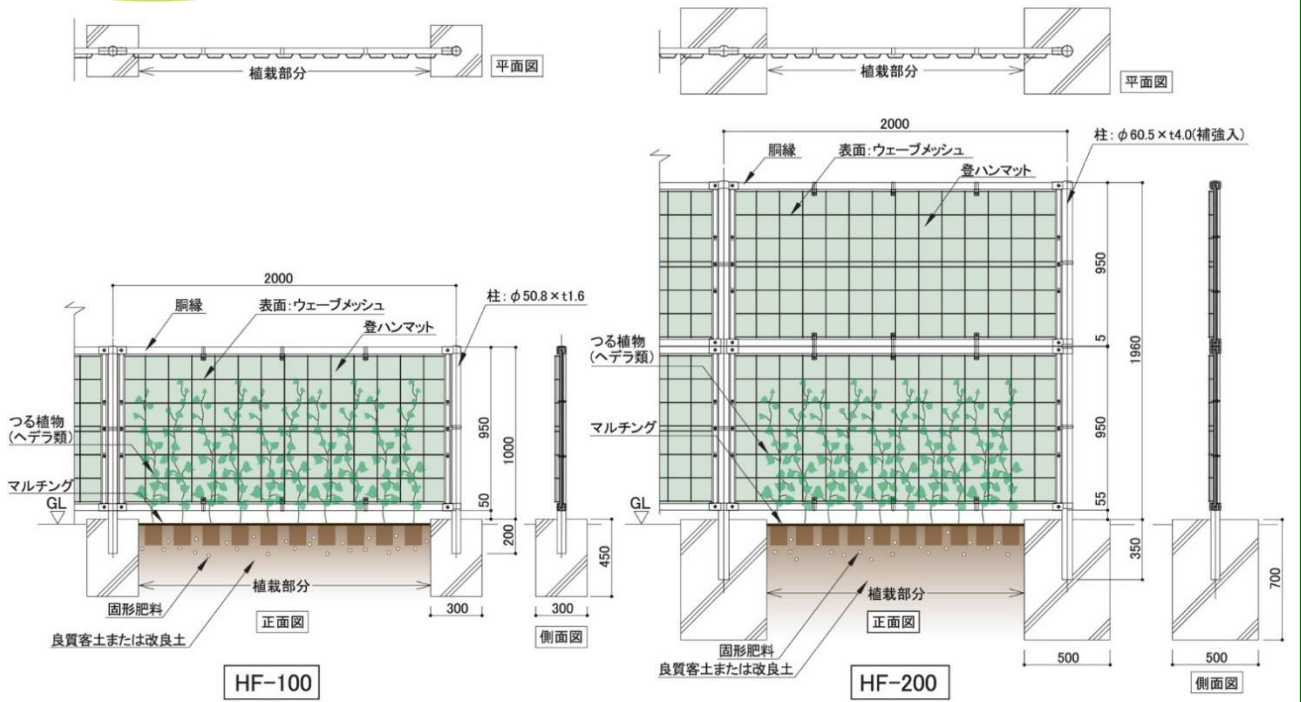 植栽部分
平面図
2000
胴縁
表面:ウェーブメッシュ
登ハンマット
柱:φ50.8×t1.6
つる植物
(ヘデラ類)
マルチング
GL
950
1000
50
200
450
植栽部分
固形肥料
良質客土または改良土
正面図
300
300
側面図
HF-100
植栽部分
平面図
2000
胴縁
表面:ウェーブメッシュ
登ハンマット
柱:φ60.5×t4.0(補強入)
つる植物
(ヘデラ類)
マルチング
GL
950
5
1960
950
55
350
700
植栽部分
固形肥料
良質客土または改良土
正面図
500
500
側面図
HF-200